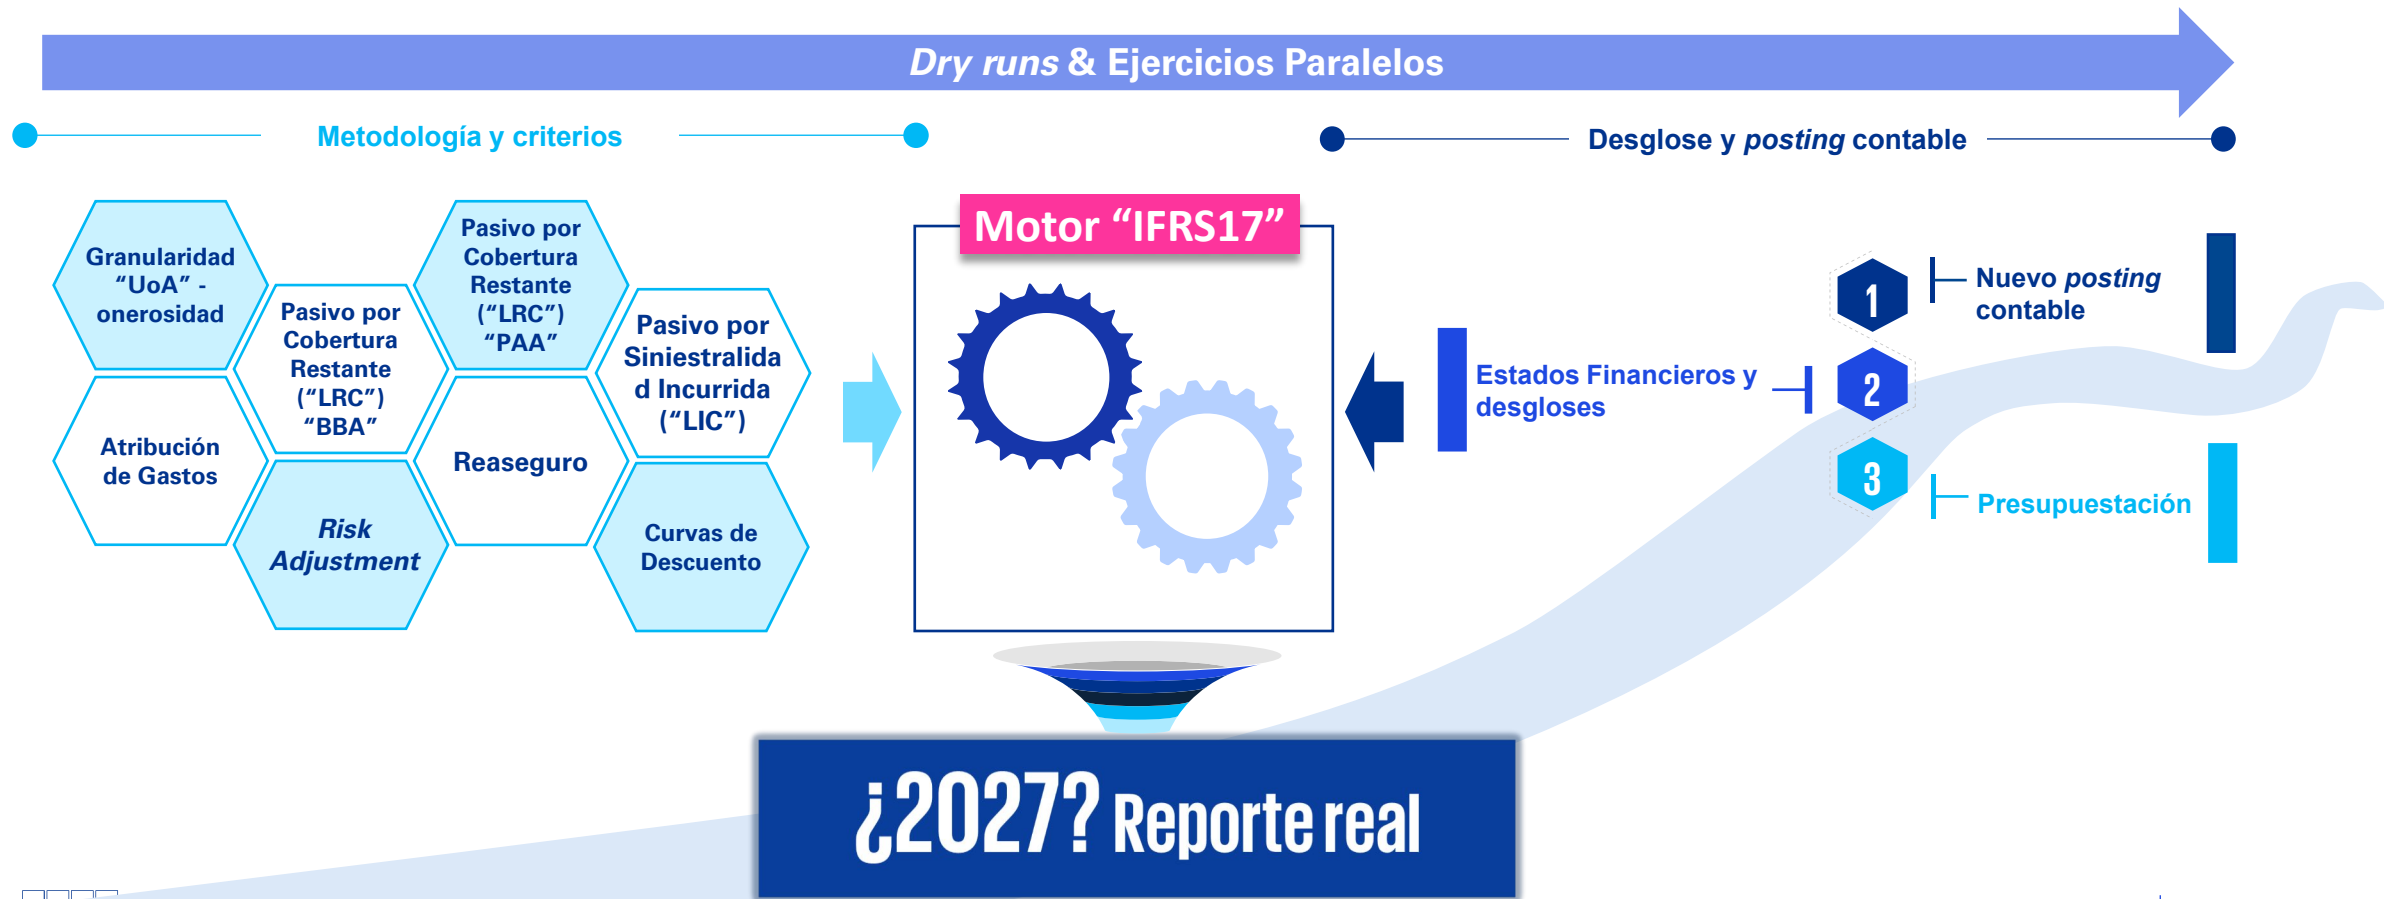 Dry runs & Ejercicios Paralelos
Metodología y criterios
Desglose y posting contable
Granularidad
“UoA” -
onerosidad
Pasivo por
Cobertura
Restante
(“LRC”)
“BBA”
Pasivo por
Cobertura
Restante
(“LRC”)
“PAA”
Pasivo por
Siniestralida
d Incurrida
(“LIC”)
Atribución
de Gastos
Risk
Adjustment
Reaseguro
Curvas de
Descuento
Motor “IFRS17”
Estados Financieros y
desgloses
1
Nuevo posting
contable
2
3
Presupuestación
¿2027? Reporte real